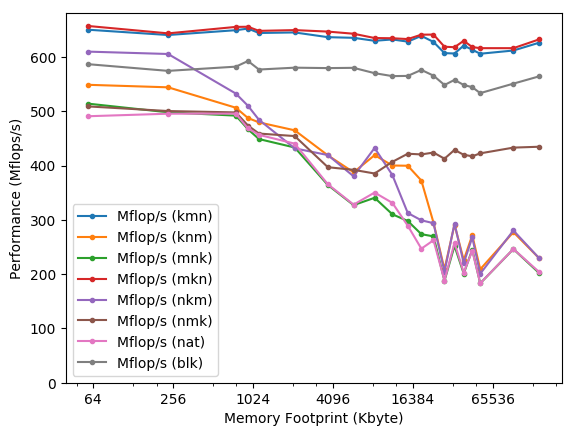 Performance (Mflops/s)
600
500
400
300
200
100
0
Mflop/s (kmn)
Mflop/s (knm)
Mflop/s (mnk)
Mflop/s (mkn)
Mflop/s (nkm)
Mflop/s (nmk)
Mflop/s (nat)
Mflop/s (blk)
64 256 1024 4096 16384 65536
Memory Footprint (Kbyte)